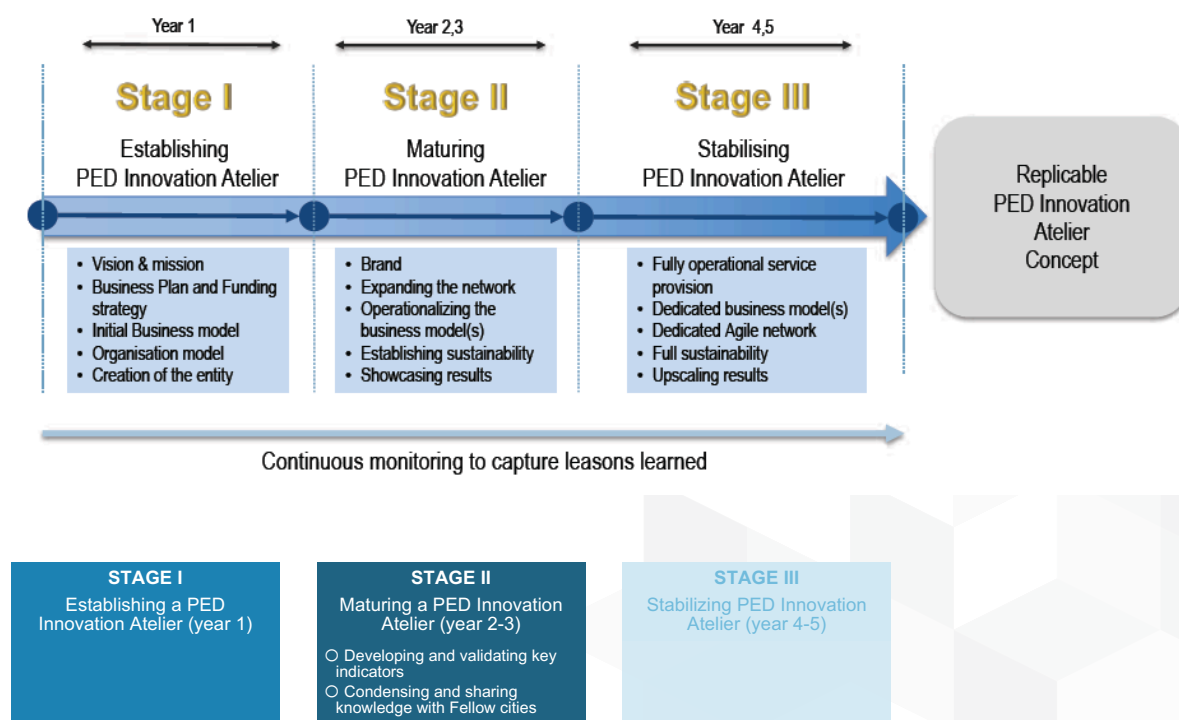 Year 1
Year 2,3
Year 4,5
Stage I
Stage II
Stage III
Establishing
PED Innovation Atelier
Maturing
PED Innovation Atelier
Stabilising
PED Innovation Atelier
Replicable
PED Innovation
Atelier
Concept
• Vision & mission
• Business Plan and Funding
strategy
• Initial Business model
• Organisation model
• Creation of the entity
• Brand
• Expanding the network
• Operationalizing the
business model(s)
• Establishing sustainability
• Showcasing results
• Fully operational service
provision
• Dedicated business model(s)
• Dedicated Agile network
• Full sustainability
• Upscaling results
Continuous monitoring to capture leasons learned
STAGE I
Establishing a PED
Innovation Atelier (year 1)
STAGE II
Maturing a PED Innovation
Atelier (year 2-3)
○ Developing and validating key
indicators
○ Condensing and sharing
knowledge with Fellow cities
STAGE III
Stabilizing PED Innovation
Atelier (year 4-5)